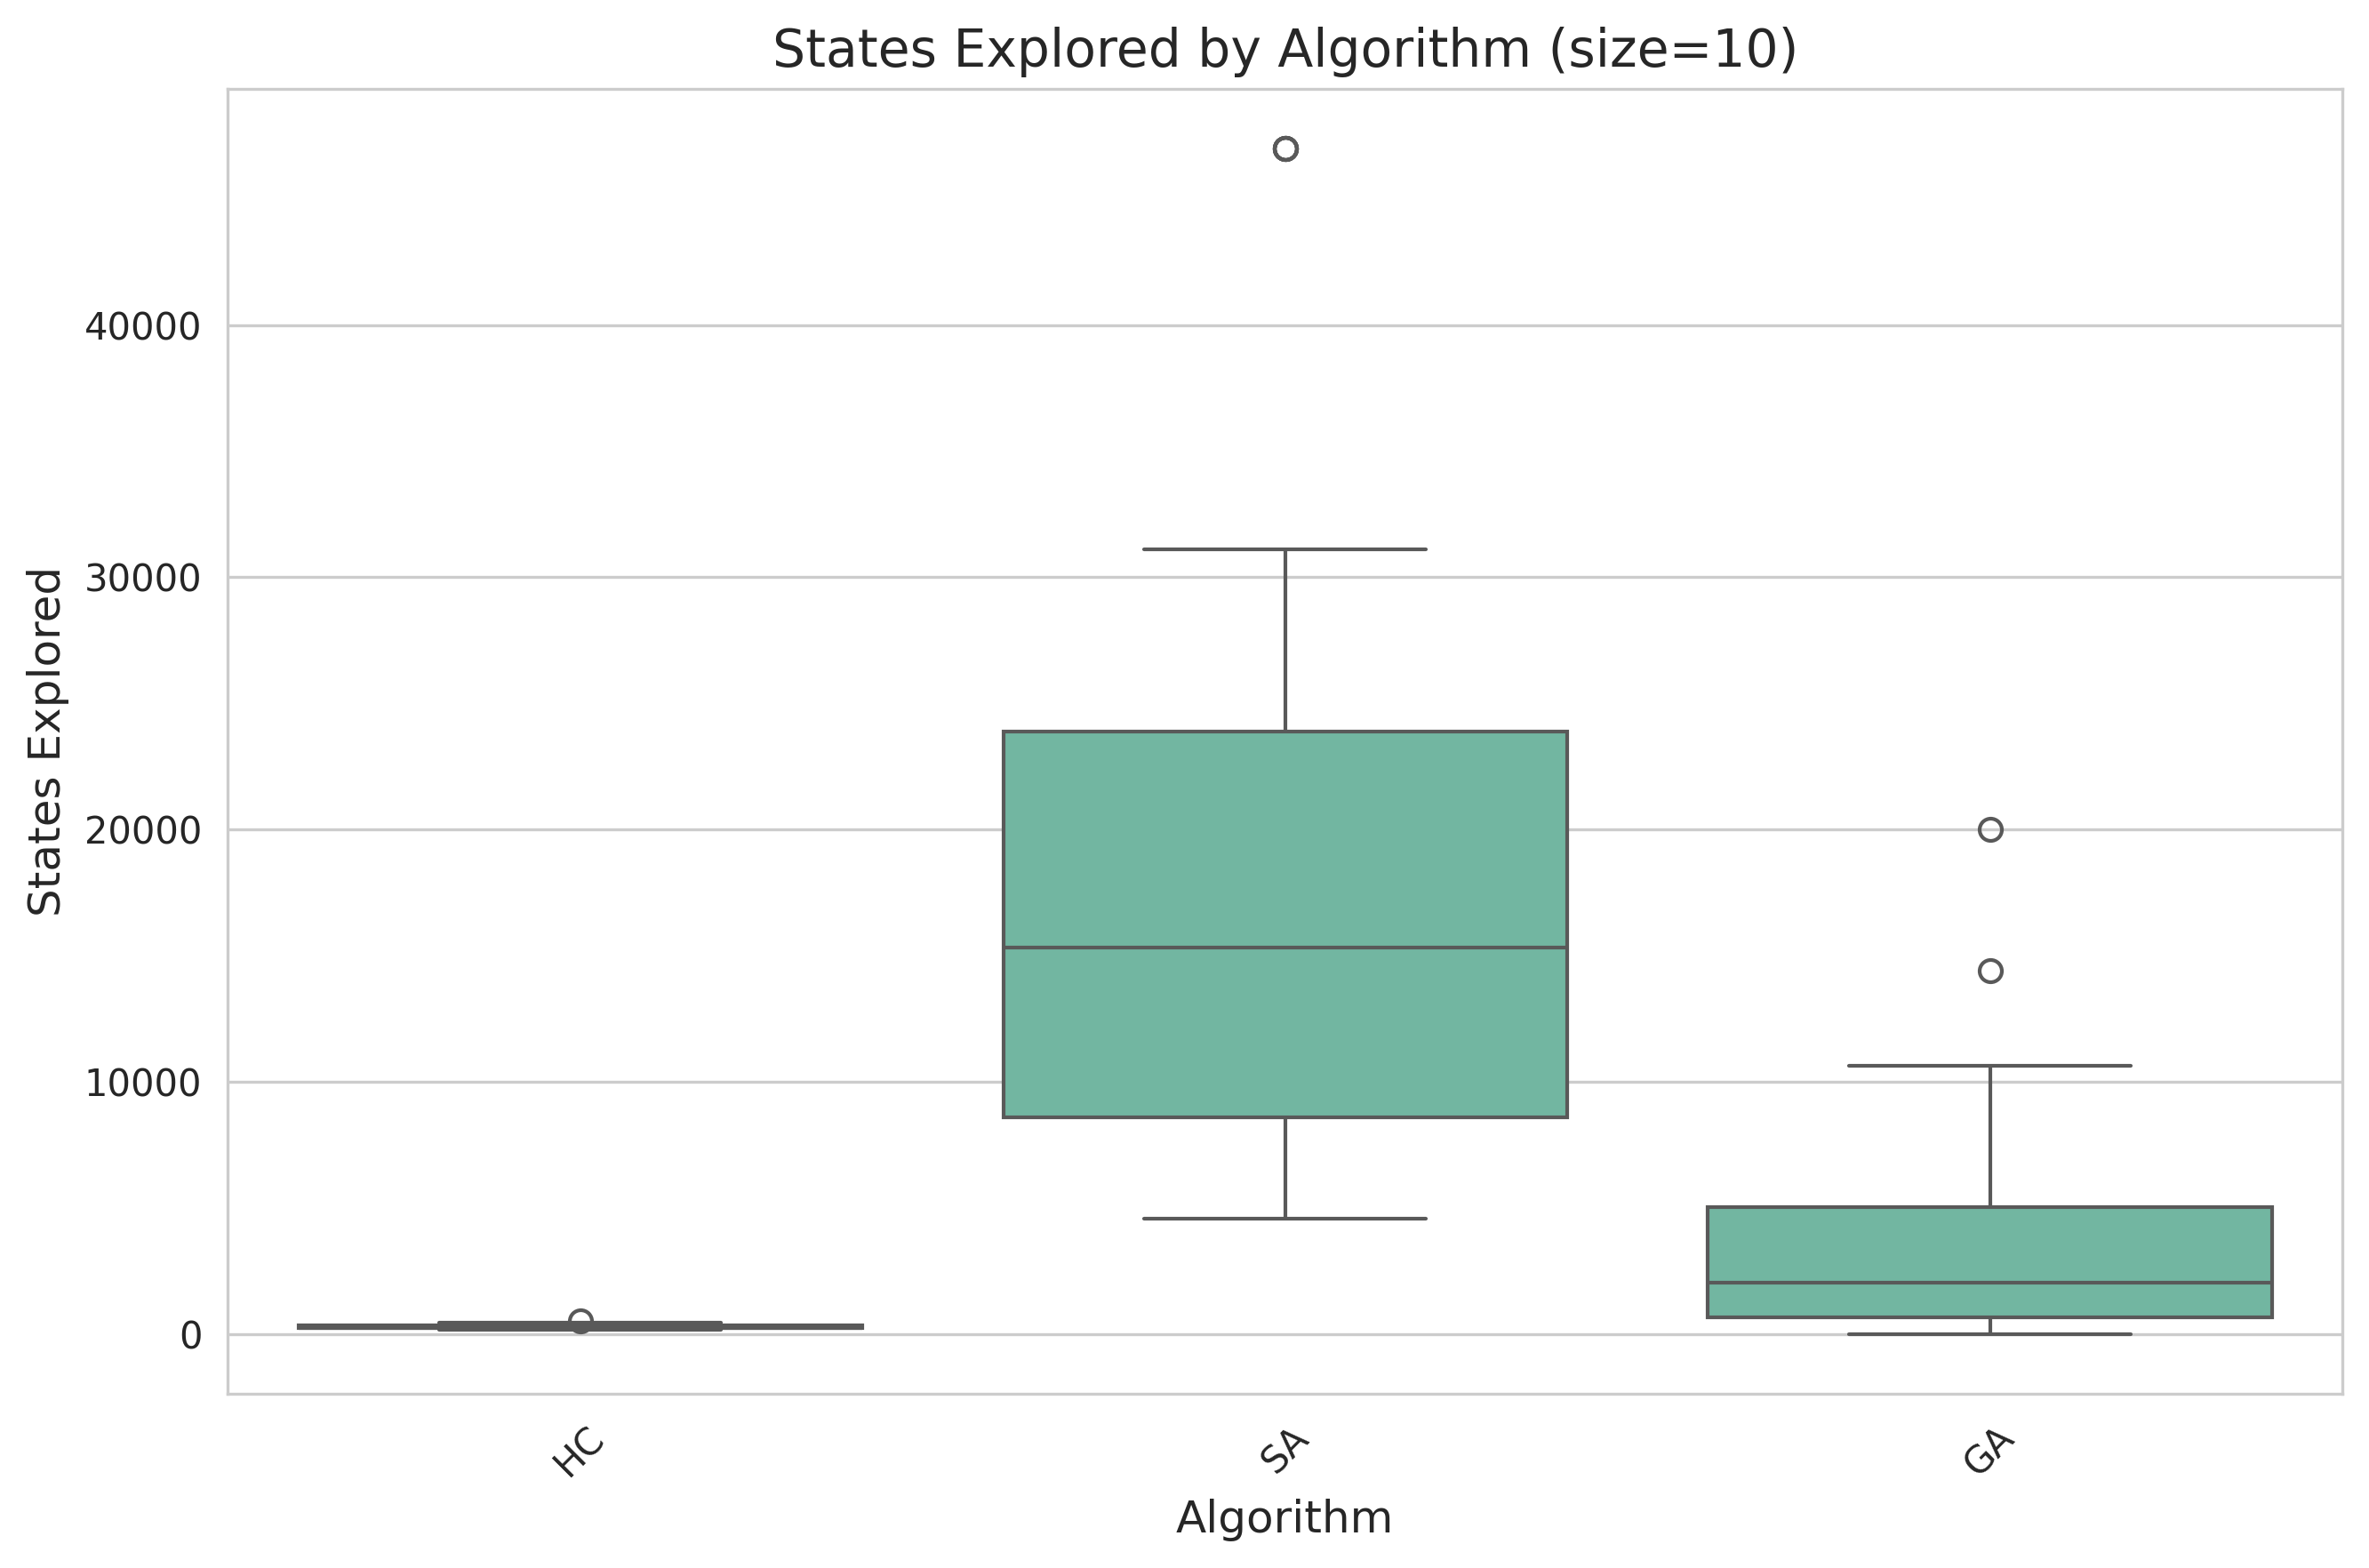 States Explored by Algorithm (size=10)
States Explored
40000
30000
20000
10000
0
HC
SA
GA
Algorithm